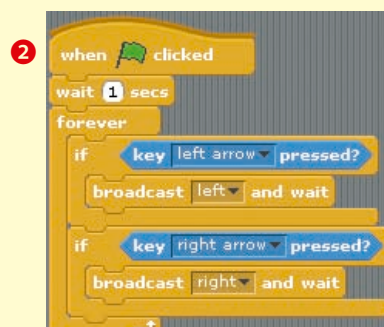 2
when clicked
wait 1 secs
forever
if key left arrow pressed?
broadcast left and wait
if key right arrow pressed?
broadcast right and wait